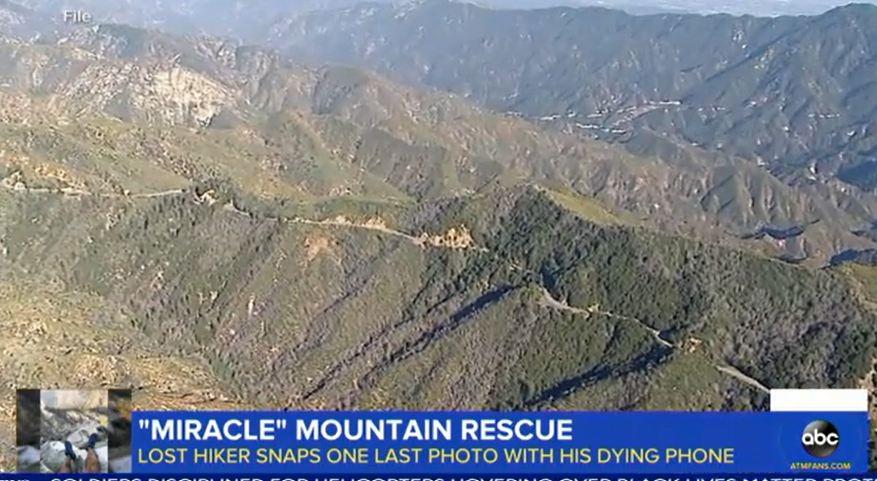 File
"MIRACLE" MOUNTAIN RESCUE
LOST HIKER SNAPS ONE LAST PHOTO WITH HIS DYING PHONE
abc
ATMFANS.COM
SOLDIERS DISCIPLINED FOR HELICOPTERS HOVERING OVER BLACK LIVES MATTER